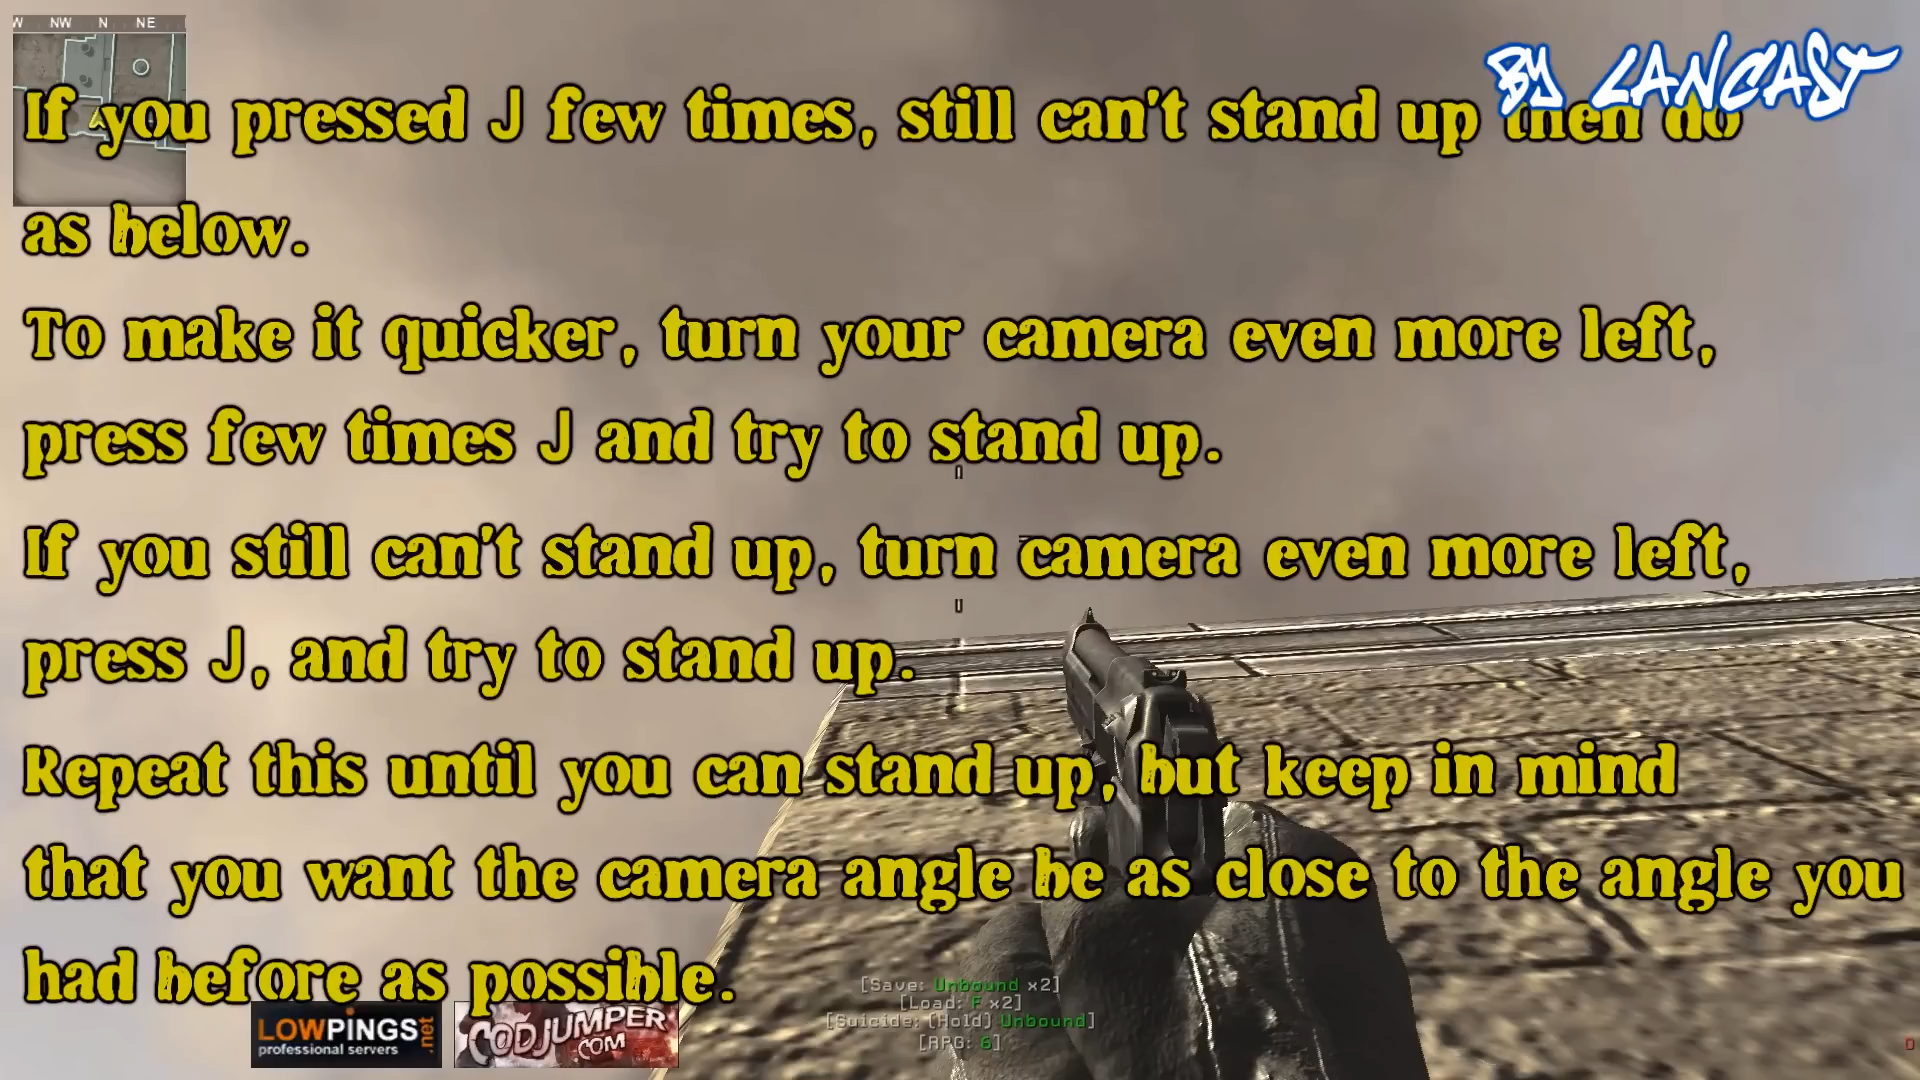 W NW N NE
BY LANCAST
If you pressed J few times, still can't stand up then do
as below.
To make it quicker, turn your camera even more left,
press few times J and try to stand up.
If you still can't stand up, turn camera even more left,
press J, and try to stand up.
Repeat this until you can stand up, but keep in mind
that you want the camera angle be as close to the angle you
had before as possible.
[Save: Unbound x2]
[Load: F x2]
[Suicide: (Hold) Unbound]
[RPG: 6]
LOWPINGS.net
professional servers
CODJUMPER
.COM
0